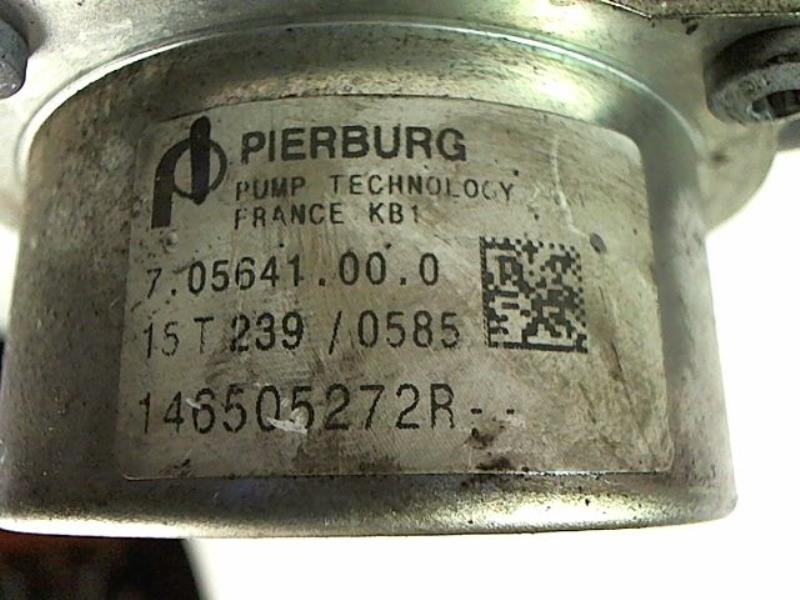 PIERBURG
PUMP TECHNOLOGY
FRANCE KB1
7.05641.00.0
15T 239 / 0585
146505272R--